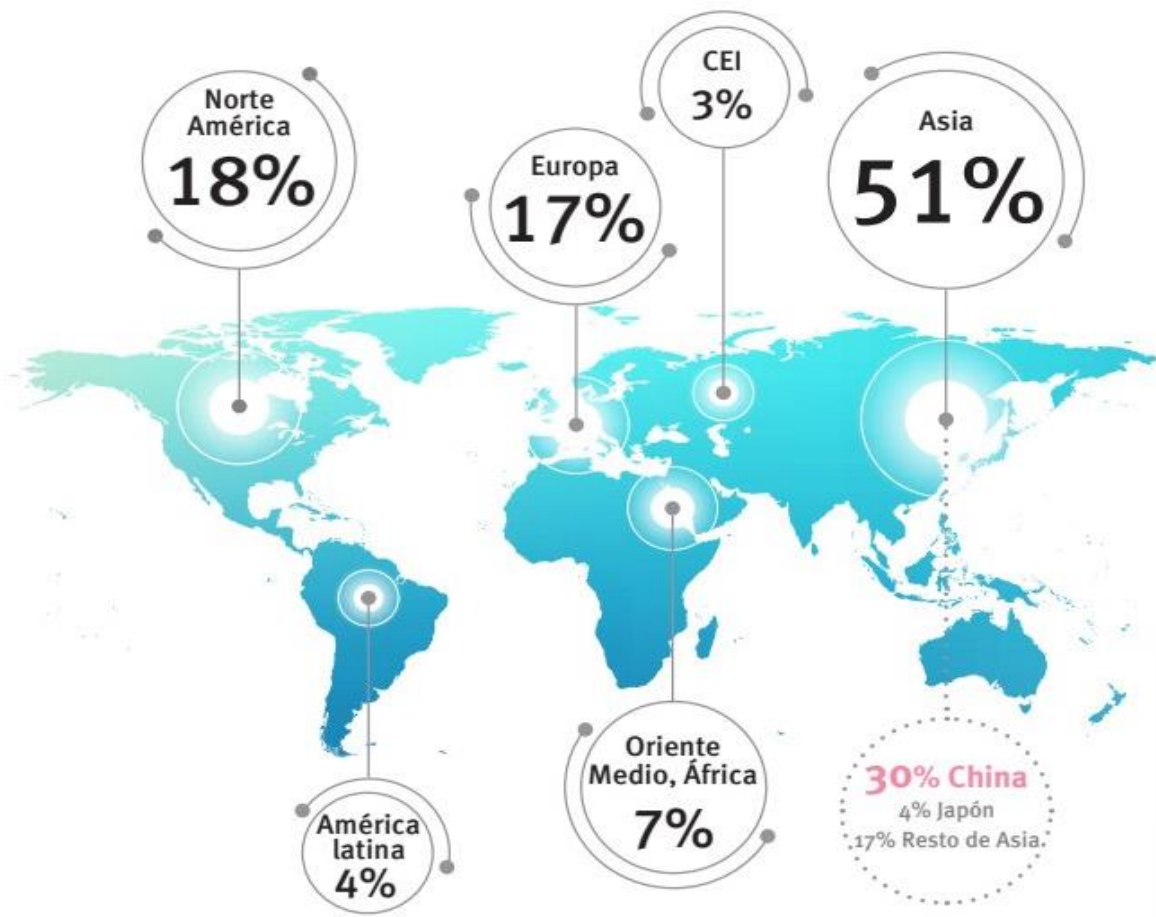 Norte
América
18%
Europa
17%
CEI
3%
Asia
51%
América
latina
4%
Oriente
Medio, África
7%
30% China
4% Japón
17% Resto de Asia